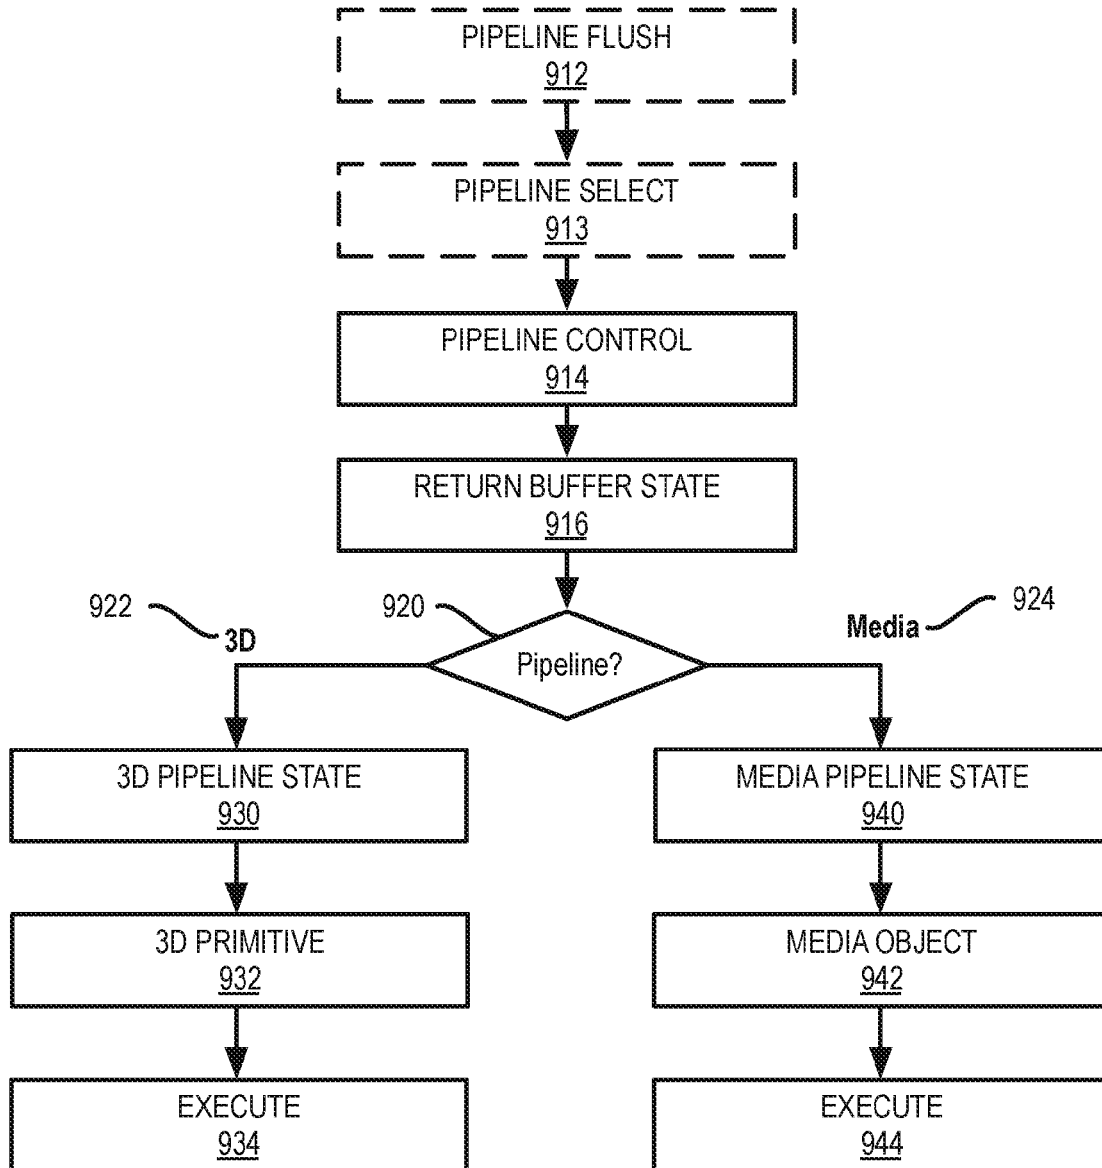 PIPELINE FLUSH
912
PIPELINE SELECT
913
PIPELINE CONTROL
914
RETURN BUFFER STATE
916
922
3D
920
Pipeline?
Media
924
3D PIPELINE STATE
930
MEDIA PIPELINE STATE
940
3D PRIMITIVE
932
MEDIA OBJECT
942
EXECUTE
934
EXECUTE
944